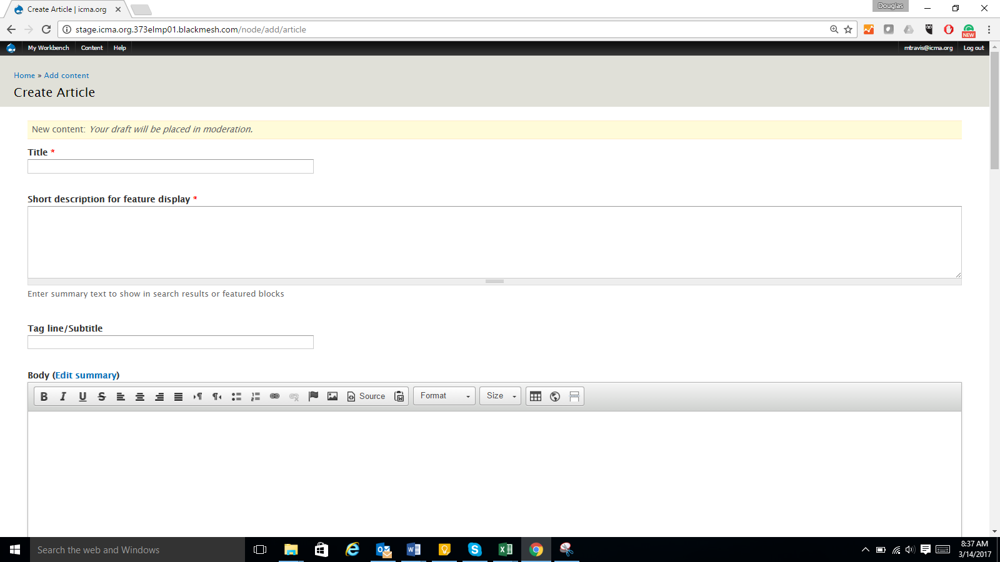 Create Article | icma.org
Douglas
stage.icma.org.373elmp01.blackmesh.com/node/add/article
NEW
My Workbench Content Help mtravis@icma.org Log out
Home » Add content
Create Article
New content: Your draft will be placed in moderation.
Title *
Short description for feature display *
Enter summary text to show in search results or featured blocks
Tag line/Subtitle
Body (Edit summary)
B I U S Source Format Size
Search the web and Windows
8:37 AM
3/14/2017